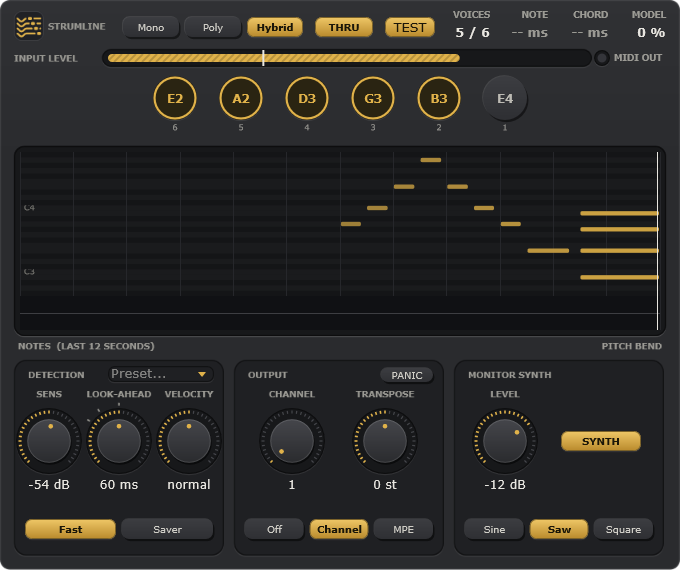 STRUMLINE Mono Poly Hybrid THRU TEST VOICES NOTE CHORD MODEL
5 / 6 -- ms -- ms 0 %
INPUT LEVEL MIDI OUT
E2 A2 D3 G3 B3 E4
6 5 4 3 2 1
C4
C3
NOTES (LAST 12 SECONDS) PITCH BEND
DETECTION Preset... OUTPUT PANIC MONITOR SYNTH
SENS LOOK-AHEAD VELOCITY CHANNEL TRANSPOSE LEVEL
SYNTH
-54 dB 60 ms normal 1 0 st -12 dB
Fast Saver Off Channel MPE Sine Saw Square